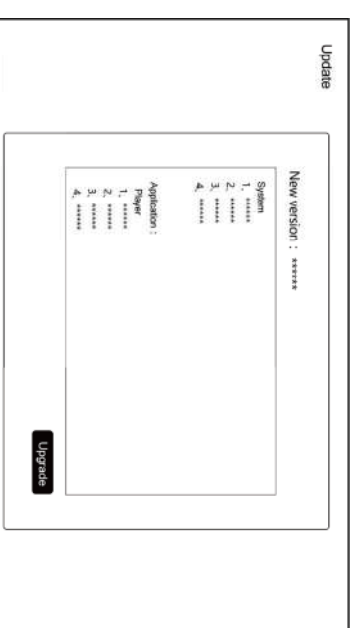 Update
New version : ******
System
1、******
2、******
3、******
4、******
Application :
Player
1、******
2、******
3、******
4、******
Upgrade